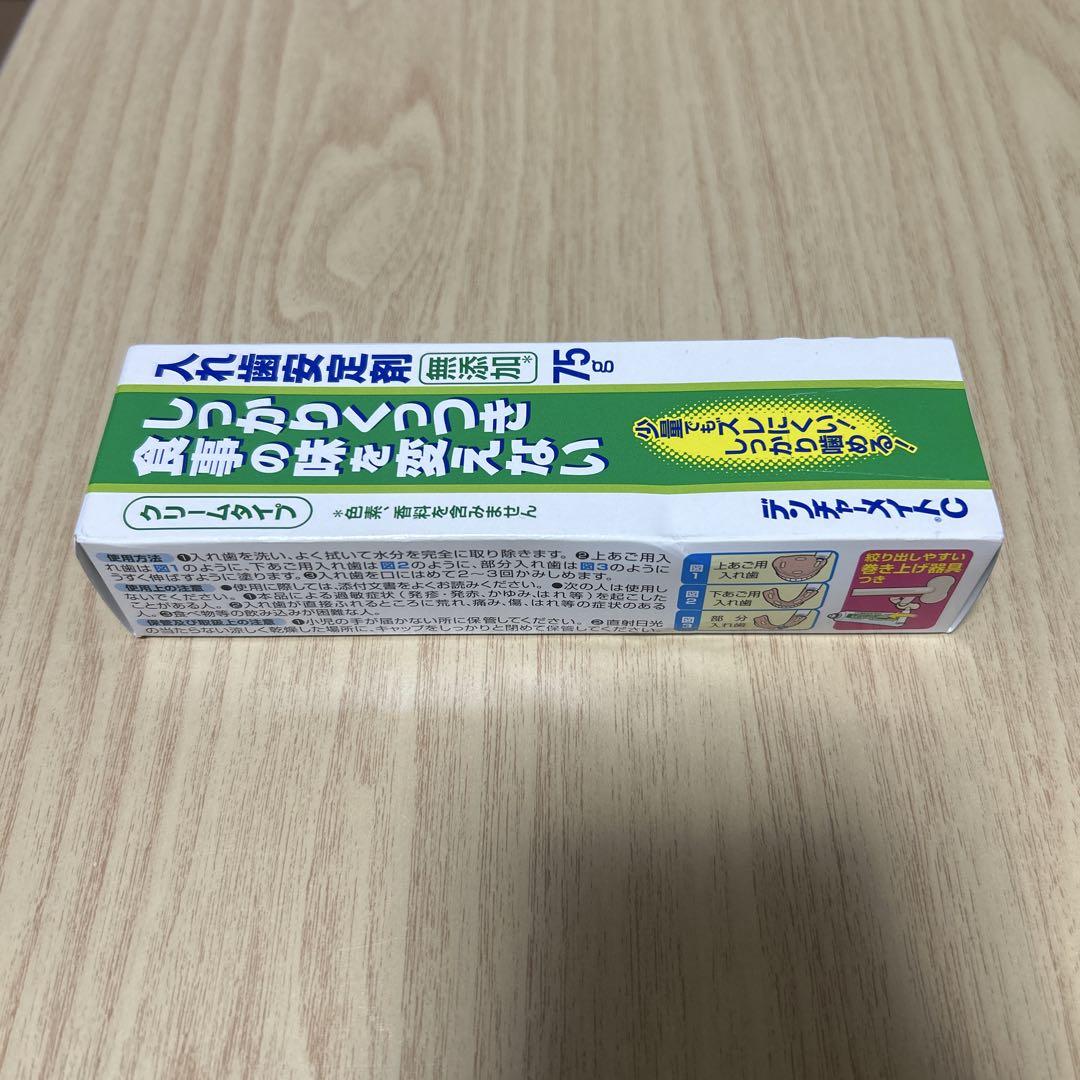 入れ歯安定剤 無添加* 75g
しっかりくっつき
食事の味を変えない
少量でもズレにくい!
しっかり噛める!
クリームタイプ *色素、香料を含みません
デンチャーメイト®C
使用方法 ❶入れ歯を洗い、よく拭いて水分を完全に取り除きます。❷上あご用入
れ歯は図1のように、下あご用入れ歯は図2のように、部分入れ歯は図3のように
うすく伸ばすように塗ります。❸入れ歯を口にはめて2~3回かみしめます。
使用上の注意 ●使用に際しては、添付文書をよくお読みください。●次の人は使用し
ないでください。❶本品による過敏症状(発疹・発赤、かゆみ、はれ等)を起こした
ことがある人。❷入れ歯が直接ふれるところに荒れ、痛み、傷、はれ等の症状のある
人。❸食べ物等の飲み込みが困難な人。
保管及び取扱上の注意 ❶小児の手が届かない所に保管してください。❷直射日光
の当たらない涼しく乾燥した場所に、キャップをしっかりと閉めて保管してください。
図1 上あご用入れ歯
図2 下あご用入れ歯
図3 部分入れ歯
絞り出しやすい
巻き上げ器具
つき